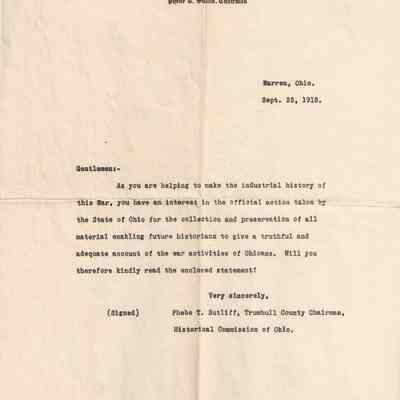 Warren, Ohio.
Sept. 25, 1918.
Gentlemen:-
As you are helping to make the industrial history of
this War, you have an interest in the official action taken by
the State of Ohio for the collection and preservation of all
material enabling future historians to give a truthful and
adequate account of the war activities of Ohioans. Will you
therefore kindly read the enclosed statement?
Very sincerely,
(Signed) Phebe T. Sutliff, Trumbull County Chairman,
Historical Commission of Ohio.